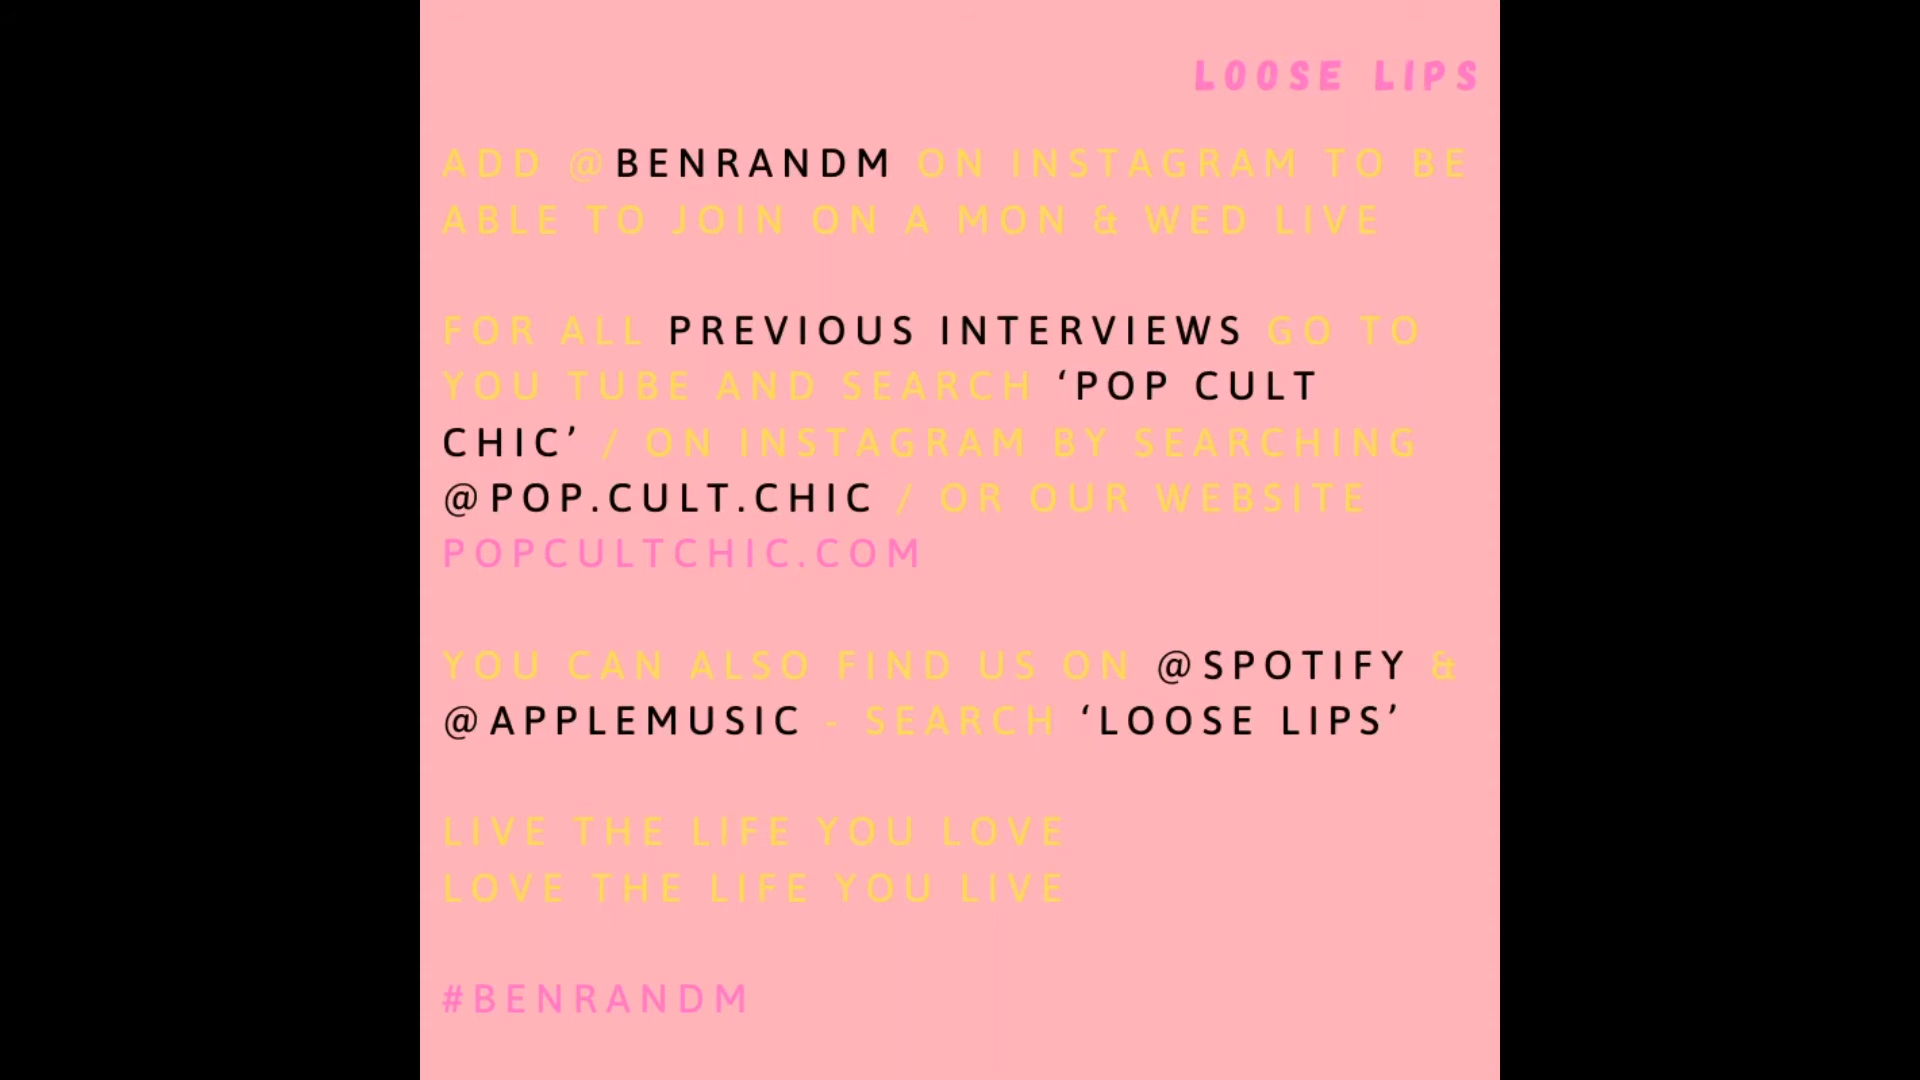 LOOSE LIPS
ADD @BENRANDM ON INSTAGRAM TO BE
ABLE TO JOIN ON A MON & WED LIVE
FOR ALL PREVIOUS INTERVIEWS GO TO
YOU TUBE AND SEARCH ‘POP CULT
CHIC’ / ON INSTAGRAM BY SEARCHING
@POP.CULT.CHIC / OR OUR WEBSITE
POPCULTCHIC.COM
YOU CAN ALSO FIND US ON @SPOTIFY &
@APPLEMUSIC - SEARCH ‘LOOSE LIPS’
LIVE THE LIFE YOU LOVE
LOVE THE LIFE YOU LIVE
#BENRANDM